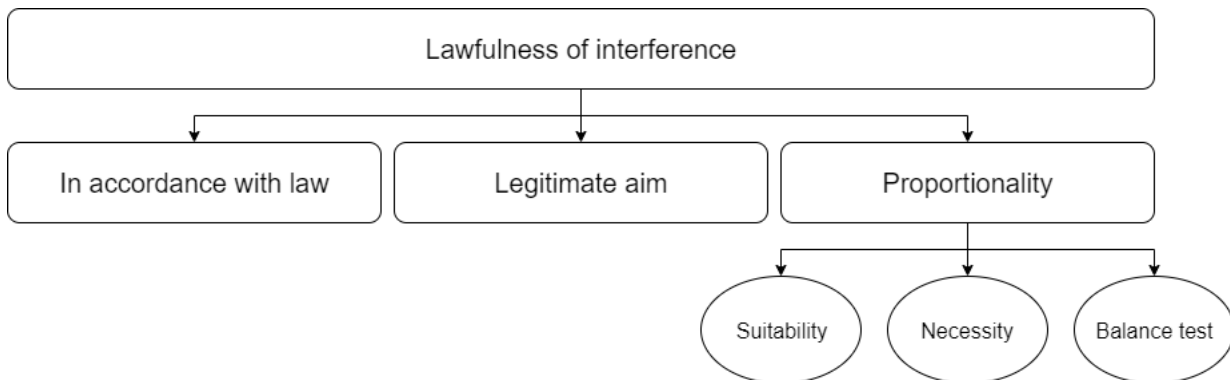 Lawfulness of interference
In accordance with law
Legitimate aim
Proportionality
Suitability
Necessity
Balance test